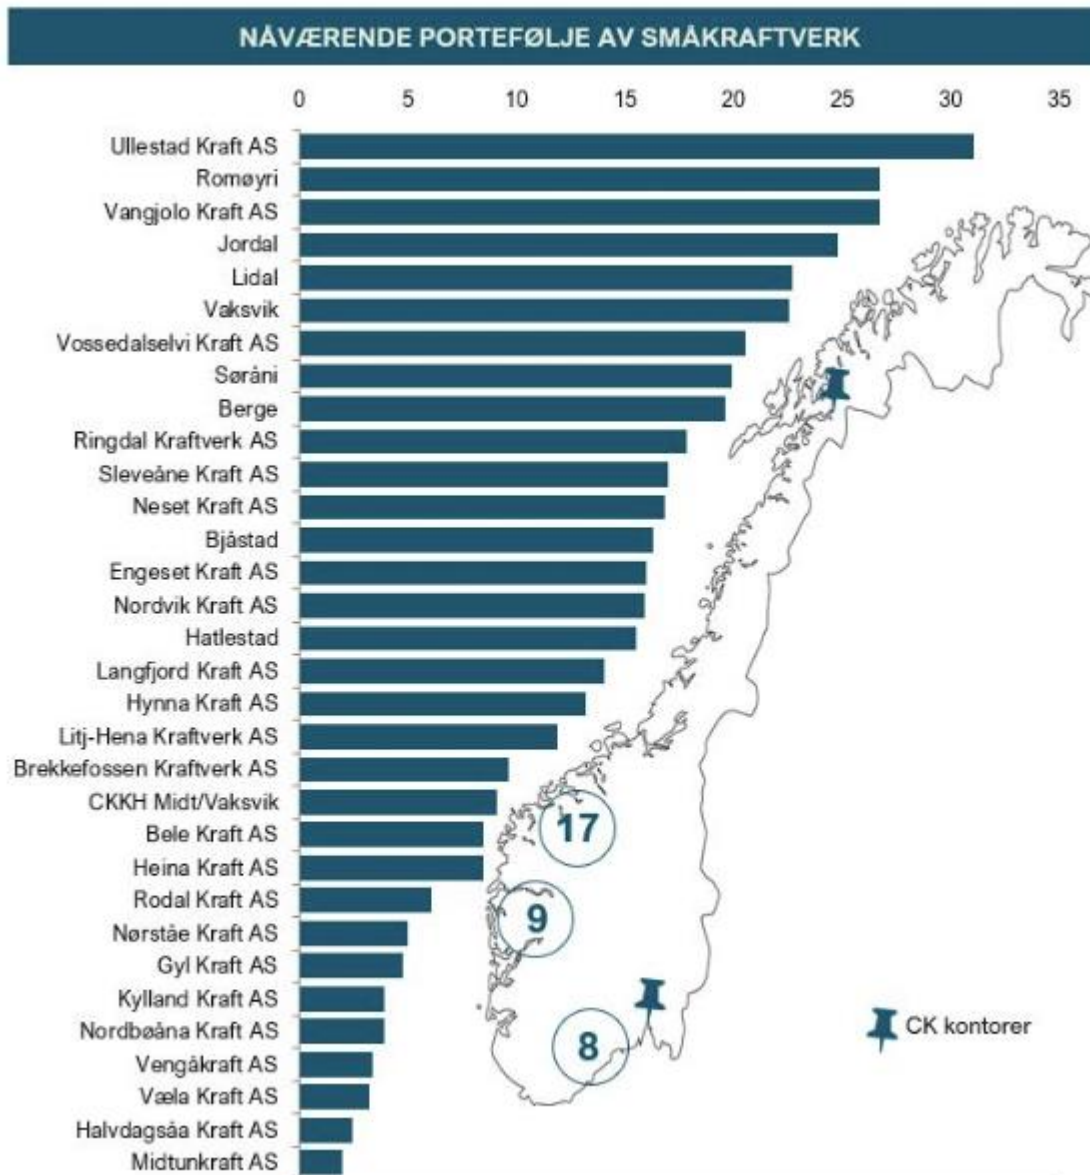 NÅVÆRENDE PORTEFØLJE AV SMÅKRAFTVERK
0 5 10 15 20 25 30 35
Ullestad Kraft AS
Romøyri
Vangjolo Kraft AS
Jordal
Lidal
Vaksvik
Vossedalselvi Kraft AS
Søråni
Berge
Ringdal Kraftverk AS
Sleveåne Kraft AS
Neset Kraft AS
Bjåstad
Engeset Kraft AS
Nordvik Kraft AS
Hatlestad
Langfjord Kraft AS
Hynna Kraft AS
Litj-Hena Kraftverk AS
Brekkefossen Kraftverk AS
CKKH Midt/Vaksvik
Bele Kraft AS
Heina Kraft AS
Rodal Kraft AS
Nørståe Kraft AS
Gyl Kraft AS
Kylland Kraft AS
Nordbøåna Kraft AS
Vengåkraft AS
Væla Kraft AS
Halvdagsåa Kraft AS
Midtunkraft AS
17
9
8
CK kontorer